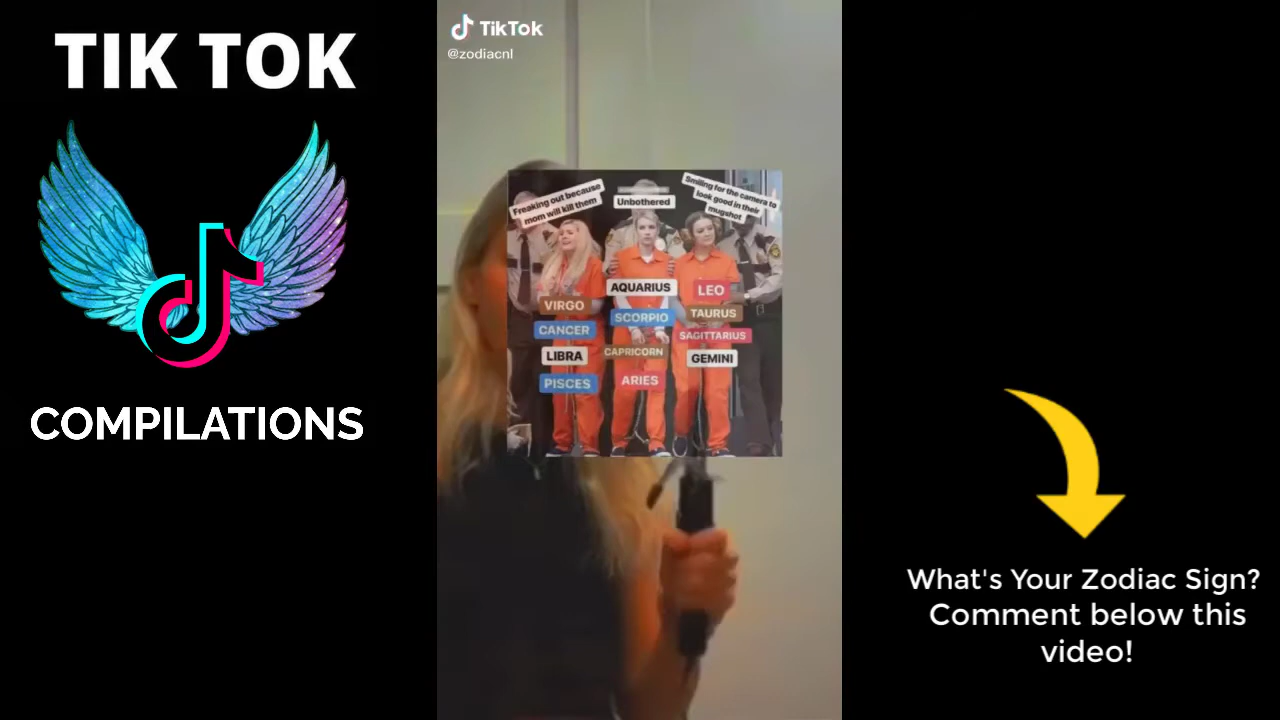 TIK TOK
COMPILATIONS
TikTok
@zodiacnl
Freaking out because
mom will kill them
Unbothered
Smiling for the camera to
look good in their
mugshot
VIRGO
CANCER
LIBRA
PISCES
AQUARIUS
SCORPIO
CAPRICORN
ARIES
LEO
TAURUS
SAGITTARIUS
GEMINI
What's Your Zodiac Sign?
Comment below this
video!